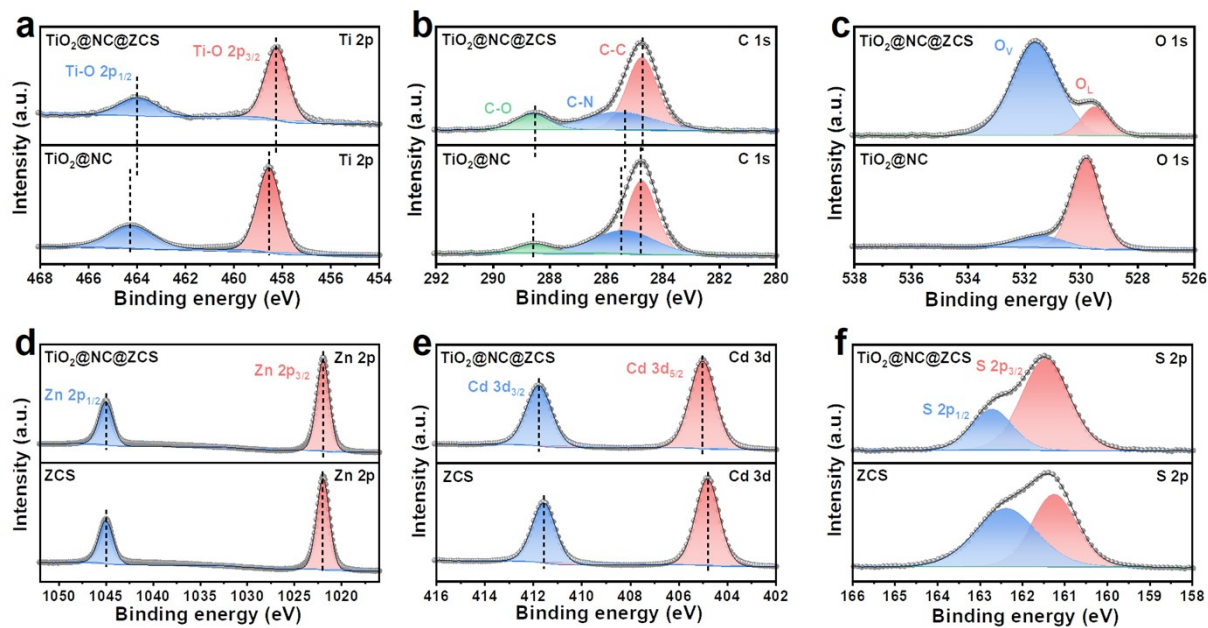 a
TiO₂@NC@ZCS
Ti 2p
Ti-O 2p₃/₂
Ti-O 2p₁/₂
TiO₂@NC
Ti 2p
Intensity (a.u.)
468 466 464 462 460 458 456 454
Binding energy (eV)
b
TiO₂@NC@ZCS
C 1s
C-C
C-N
C-O
TiO₂@NC
C 1s
Intensity (a.u.)
292 290 288 286 284 282 280
Binding energy (eV)
c
TiO₂@NC@ZCS
O 1s
Oᵥ
O_L
TiO₂@NC
O 1s
Intensity (a.u.)
538 536 534 532 530 528 526
Binding energy (eV)
d
TiO₂@NC@ZCS
Zn 2p
Zn 2p₃/₂
Zn 2p₁/₂
ZCS
Zn 2p
Intensity (a.u.)
1050 1045 1040 1035 1030 1025 1020
Binding energy (eV)
e
TiO₂@NC@ZCS
Cd 3d
Cd 3d₅/₂
Cd 3d₃/₂
ZCS
Cd 3d
Intensity (a.u.)
416 414 412 410 408 406 404 402
Binding energy (eV)
f
TiO₂@NC@ZCS
S 2p
S 2p₃/₂
S 2p₁/₂
ZCS
S 2p
Intensity (a.u.)
166 165 164 163 162 161 160 159 158
Binding energy (eV)